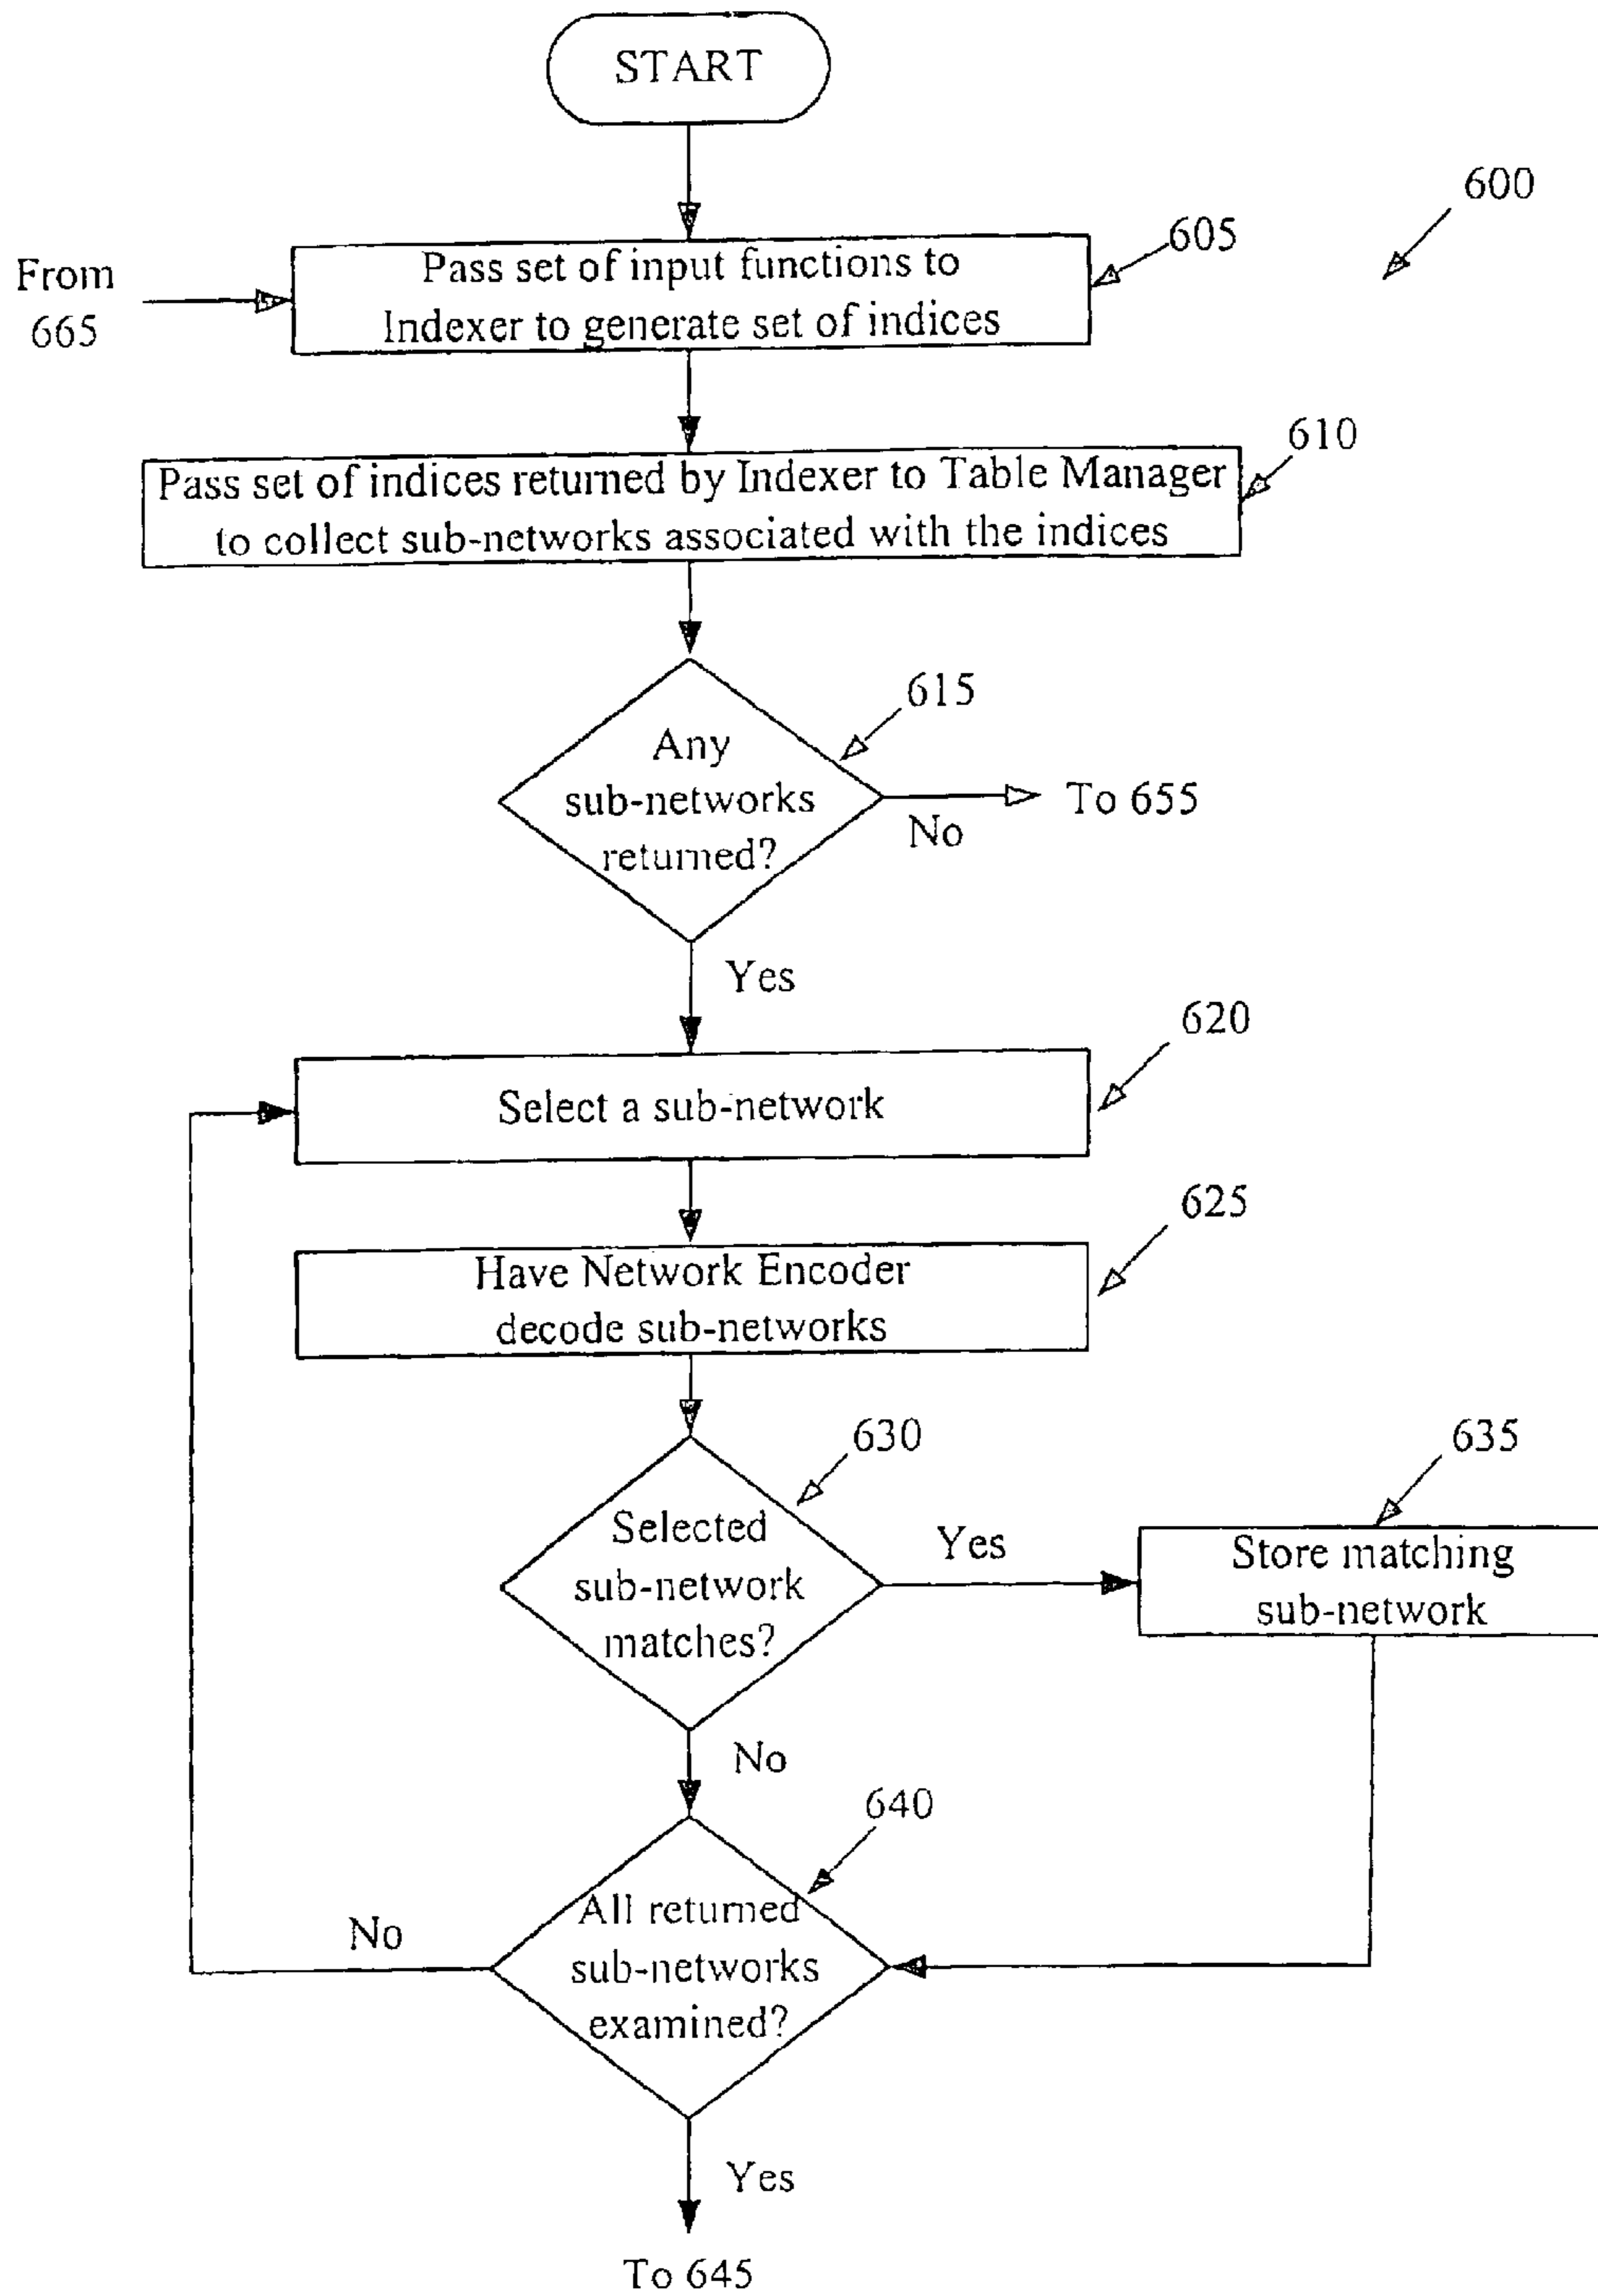 START
600
605
From
665
Pass set of input functions to
Indexer to generate set of indices
610
Pass set of indices returned by Indexer to Table Manager
to collect sub-networks associated with the indices
615
Any
sub-networks
returned?
To 655
No
Yes
620
Select a sub-network
625
Have Network Encoder
decode sub-networks
630
635
Selected
sub-network
matches?
Yes
Store matching
sub-network
No
640
All returned
sub-networks
examined?
No
Yes
To 645